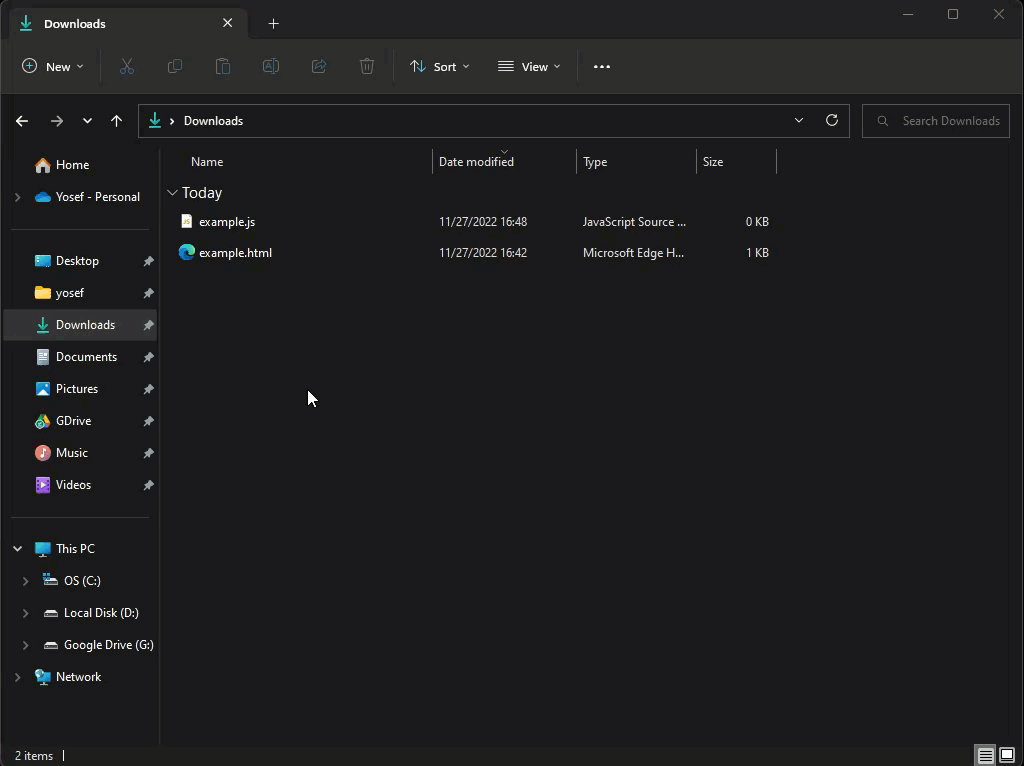 Downloads
New
Sort
View
Downloads
Search Downloads
Home
Yosef - Personal
Desktop
yosef
Downloads
Documents
Pictures
GDrive
Music
Videos
This PC
OS (C:)
Local Disk (D:)
Google Drive (G:)
Network
Name Date modified Type Size
Today
example.js 11/27/2022 16:48 JavaScript Source ... 0 KB
example.html 11/27/2022 16:42 Microsoft Edge H... 1 KB
2 items